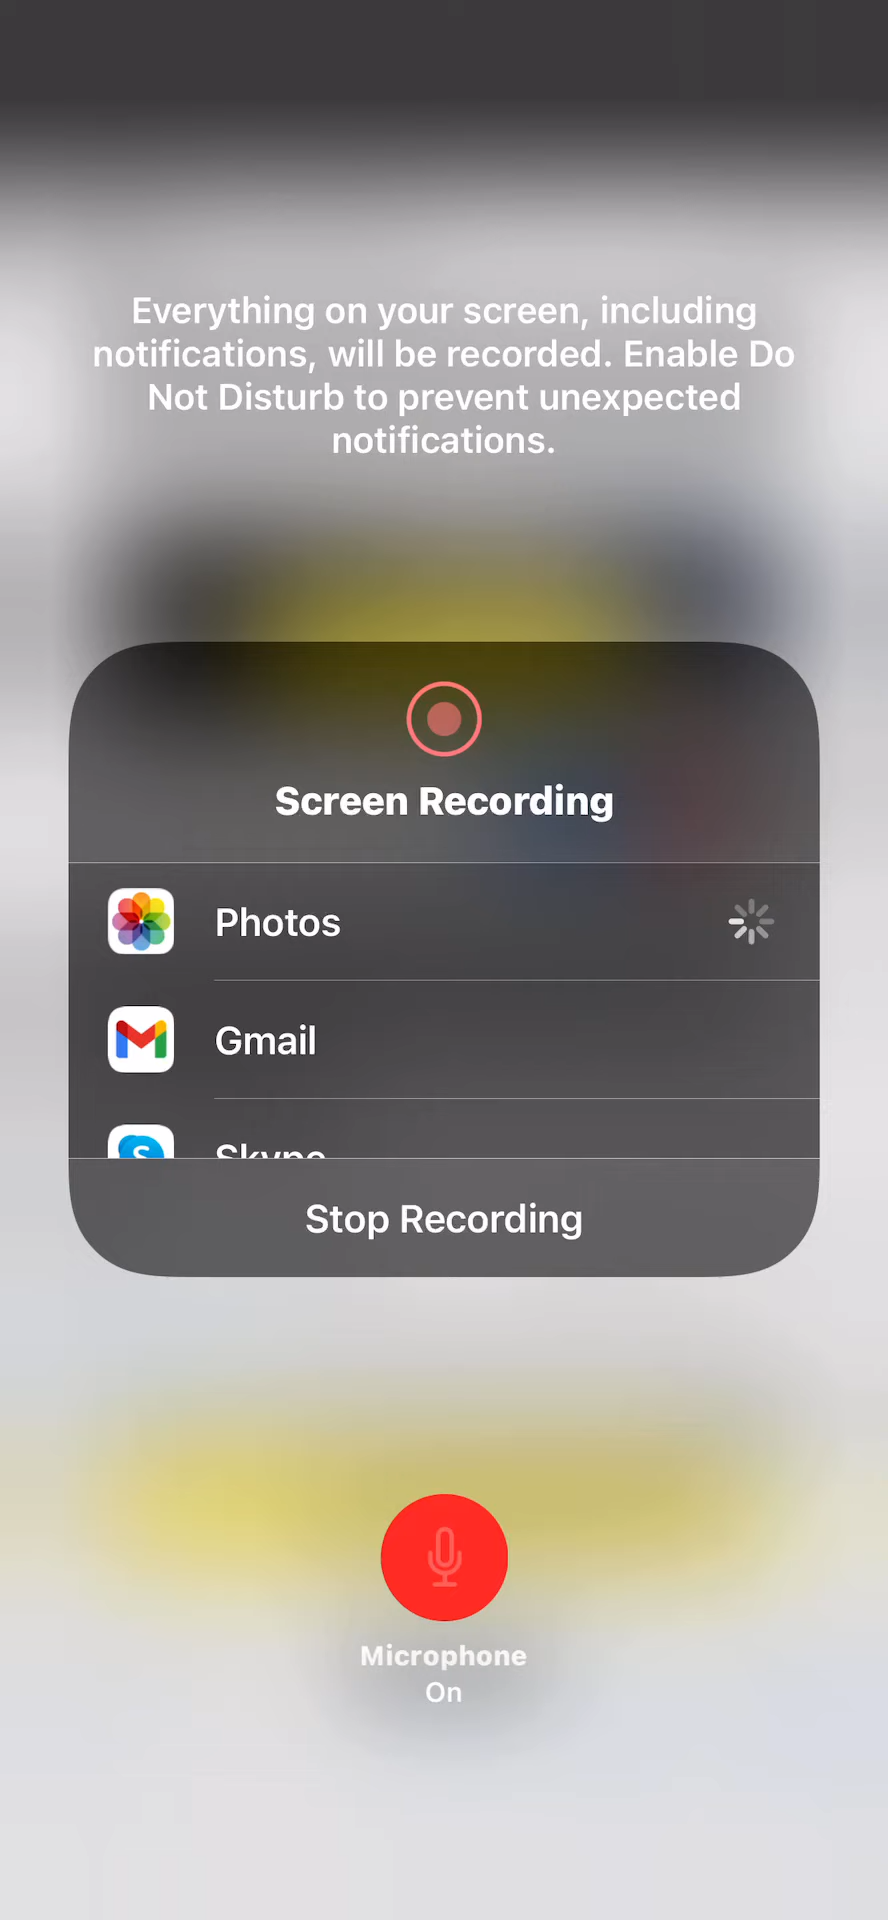 Everything on your screen, including
notifications, will be recorded. Enable Do
Not Disturb to prevent unexpected
notifications.
Screen Recording
Photos
Gmail
Skype
Stop Recording
Microphone
On